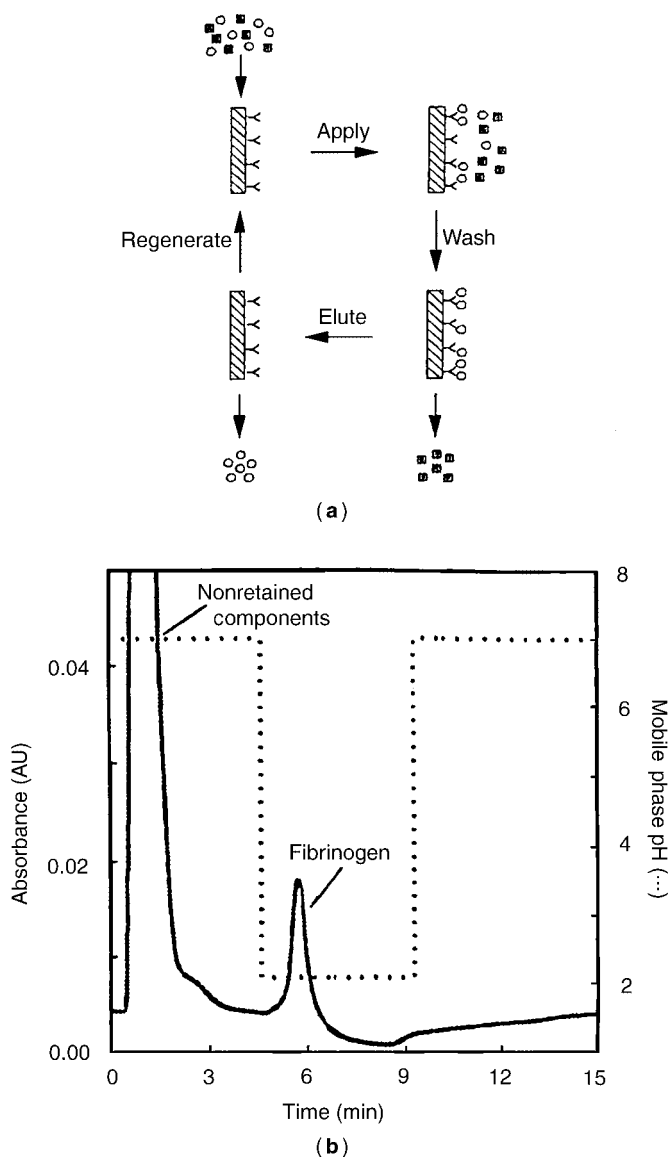 Apply
Regenerate
Wash
Elute
(a)
Nonretained
components
Fibrinogen
Absorbance (AU)
0.04
0.02
0.00
Mobile phase pH (····)
8
6
4
2
0
3
6
9
12
15
Time (min)
(b)